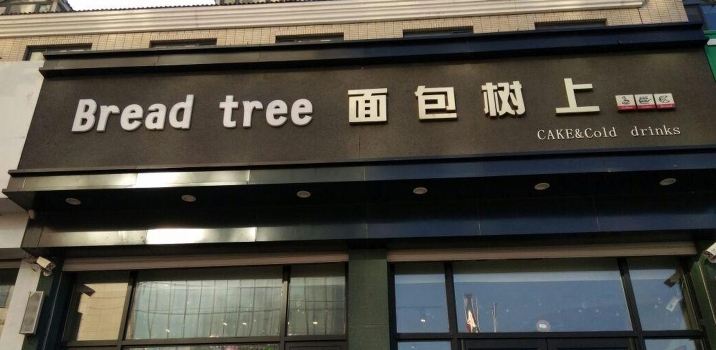 Bread tree 面包树上
CAKE&Cold drinks